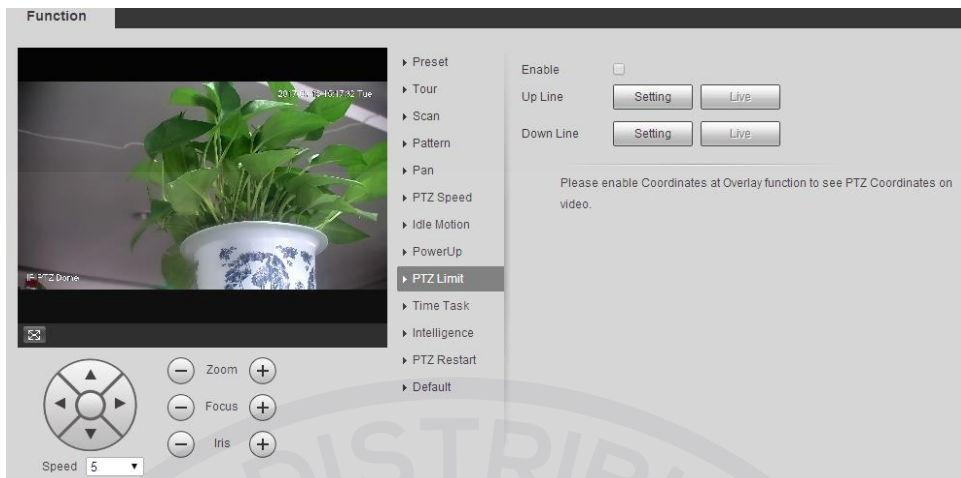 Function
Preset
Tour
Scan
Pattern
Pan
PTZ Speed
Idle Motion
PowerUp
PTZ Limit
Time Task
Intelligence
PTZ Restart
Default
Enable
Up Line Setting Live
Down Line Setting Live
Please enable Coordinates at Overlay function to see PTZ Coordinates on
video.
IP PTZ Dome
Zoom
Focus
Iris
Speed 5